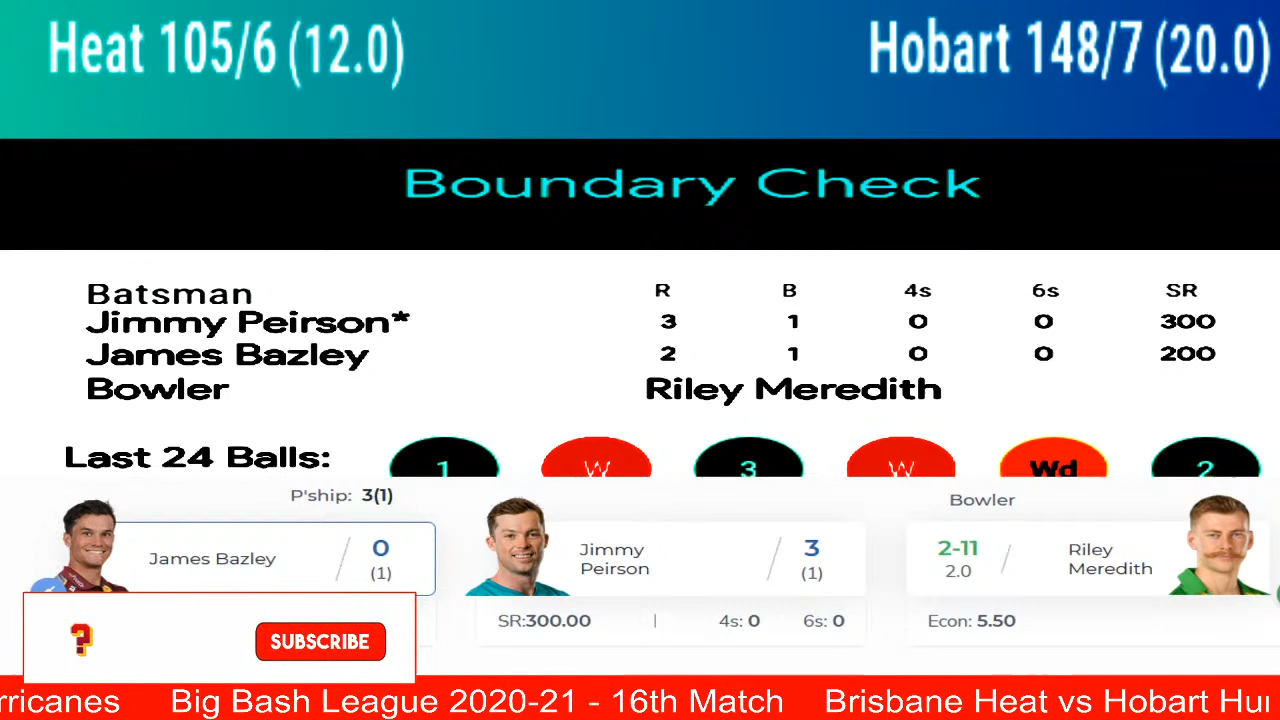 Heat 105/6 (12.0)
Hobart 148/7 (20.0)
Boundary Check
Batsman R B 4s 6s SR
Jimmy Peirson* 3 1 0 0 300
James Bazley 2 1 0 0 200
Bowler Riley Meredith
Last 24 Balls: 1 W 3 W Wd 2
P'ship: 3(1)
Bowler
James Bazley / 0 (1)
Jimmy Peirson / 3 (1)
2-11 2.0 / Riley Meredith
SR:300.00 | 4s: 0 6s: 0
Econ: 5.50
?
SUBSCRIBE
rricanes Big Bash League 2020-21 - 16th Match Brisbane Heat vs Hobart Hur